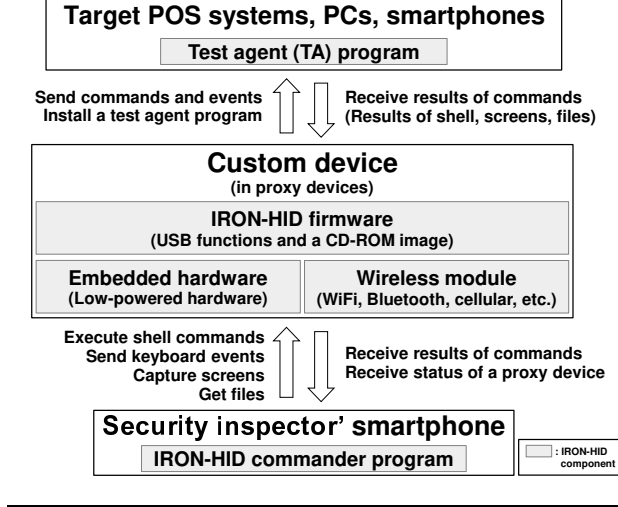 Target POS systems, PCs, smartphones
Test agent (TA) program
Send commands and events
Install a test agent program
Receive results of commands
(Results of shell, screens, files)
Custom device
(in proxy devices)
IRON-HID firmware
(USB functions and a CD-ROM image)
Embedded hardware
(Low-powered hardware)
Wireless module
(WiFi, Bluetooth, cellular, etc.)
Execute shell commands
Send keyboard events
Capture screens
Get files
Receive results of commands
Receive status of a proxy device
Security inspector' smartphone
IRON-HID commander program
: IRON-HID
component